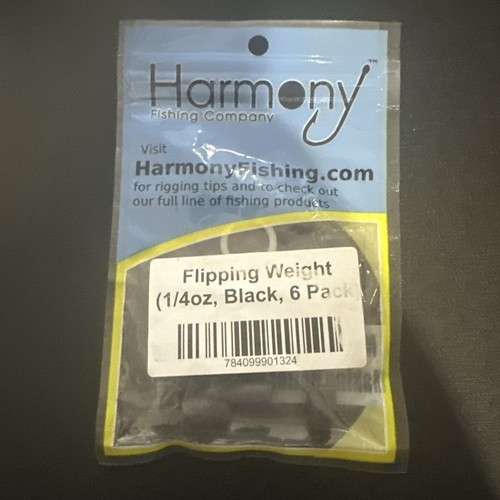 Harmony™
Fishing Company
Visit
HarmonyFishing.com
for rigging tips and to check out
our full line of fishing products
Flipping Weight
(1/4oz, Black, 6 Pack)
784099901324